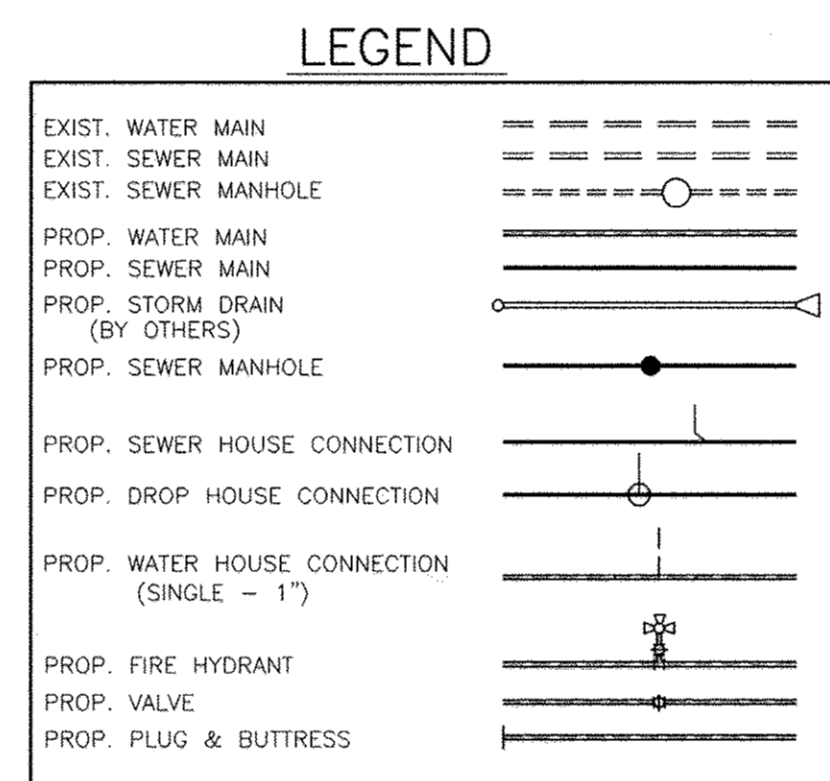 LEGEND
EXIST. WATER MAIN
EXIST. SEWER MAIN
EXIST. SEWER MANHOLE
PROP. WATER MAIN
PROP. SEWER MAIN
PROP. STORM DRAIN
(BY OTHERS)
PROP. SEWER MANHOLE
PROP. SEWER HOUSE CONNECTION
PROP. DROP HOUSE CONNECTION
PROP. WATER HOUSE CONNECTION
(SINGLE – 1")
PROP. FIRE HYDRANT
PROP. VALVE
PROP. PLUG & BUTTRESS